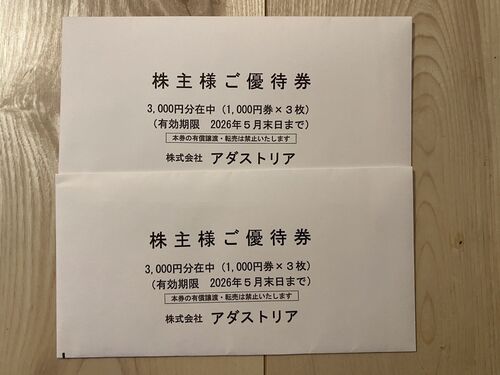 株主様ご優待券
3,000円分在中（1,000円券×３枚）
（有効期限　2026年５月末日まで）
本券の有償譲渡・転売は禁止いたします
株式会社 アダストリア
株主様ご優待券
3,000円分在中（1,000円券×３枚）
（有効期限　2026年５月末日まで）
本券の有償譲渡・転売は禁止いたします
株式会社 アダストリア